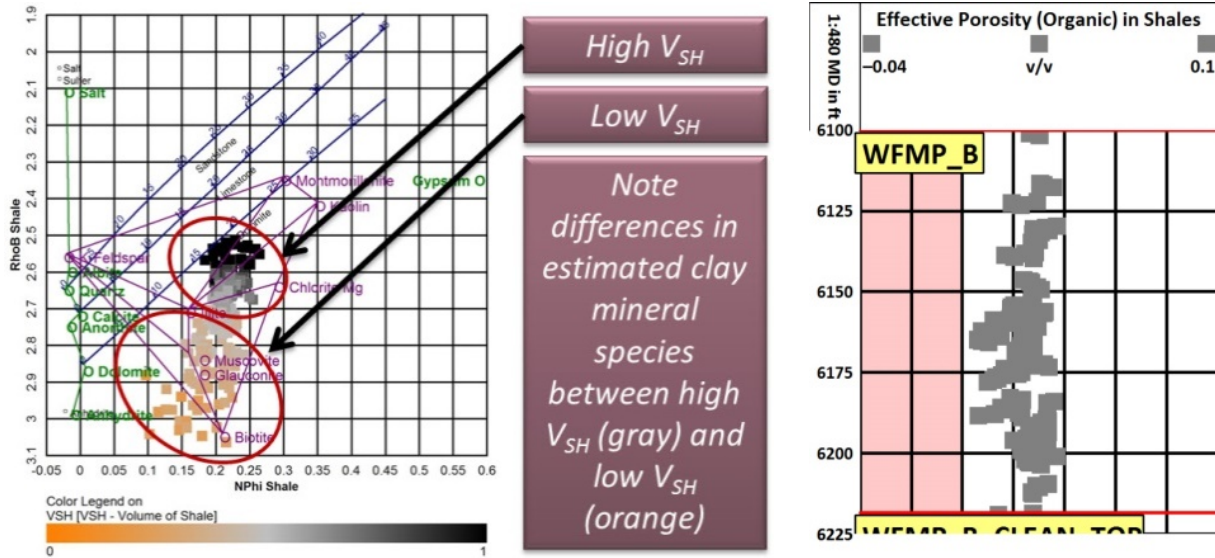 1.9
2
2.1
2.2
2.3
2.4
2.5
2.6
2.7
2.8
2.9
3
3.1
RhoB Shale
-0.05
0
0.05
0.1
0.15
0.2
0.25
0.3
0.35
0.4
0.45
0.5
0.55
0.6
NPhi Shale
Salt
Sulfer
Salt
Sandstone
Montmorillonite
Gypsum
Kaolin
Chlorite Mg
Quartz
Calcite
Anorthite
Muscovite
Glauconite
Dolomite
Biotite
Color Legend on
VSH [VSH - Volume of Shale]
0
1
High VSH
Low VSH
Note
differences in
estimated clay
mineral
species
between high
VSH (gray) and
low VSH
(orange)
1:480 MD in ft
Effective Porosity (Organic) in Shales
–0.04
v/v
0.1
6100
WFMP_B
6125
6150
6175
6200
6225
WFMP_B_CLEAN_TOP